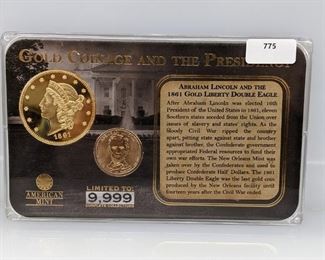 775
GOLD COINAGE AND THE PRESIDENCY
ABRAHAM LINCOLN AND THE
1861 GOLD LIBERTY DOUBLE EAGLE
After Abraham Lincoln was elected 16th
President of the United States in 1861, eleven
Southern states seceded from the Union over
issues of slavery and states' rights. As the
bloody Civil War ripped the country
apart, pitting state against state and brother
against brother, the Confederate government
appropriated Federal resources to fund their
own war efforts. The New Orleans Mint was
taken over by the Confederates and used to
produce Confederate Half Dollars. The 1861
Liberty Double Eagle was the last gold coin
produced by the New Orleans facility until
fourteen years after the Civil War ended.
1861
AMERICAN
MINT
LIMITED TO:
9,999